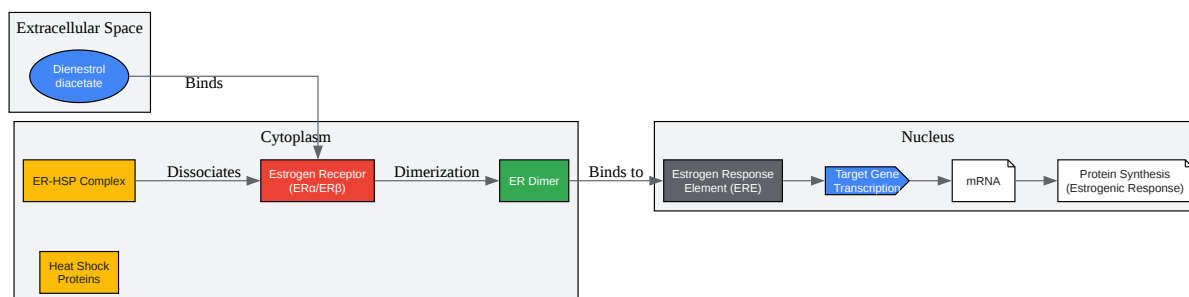 Extracellular Space
Dienestrol
diacetate
Binds
Cytoplasm
Nucleus
ER-HSP Complex
Dissociates
Estrogen Receptor
(ERα/ERβ)
Dimerization
ER Dimer
Binds to
Estrogen Response
Element (ERE)
Target Gene
Transcription
mRNA
Protein Synthesis
(Estrogenic Response)
Heat Shock
Proteins